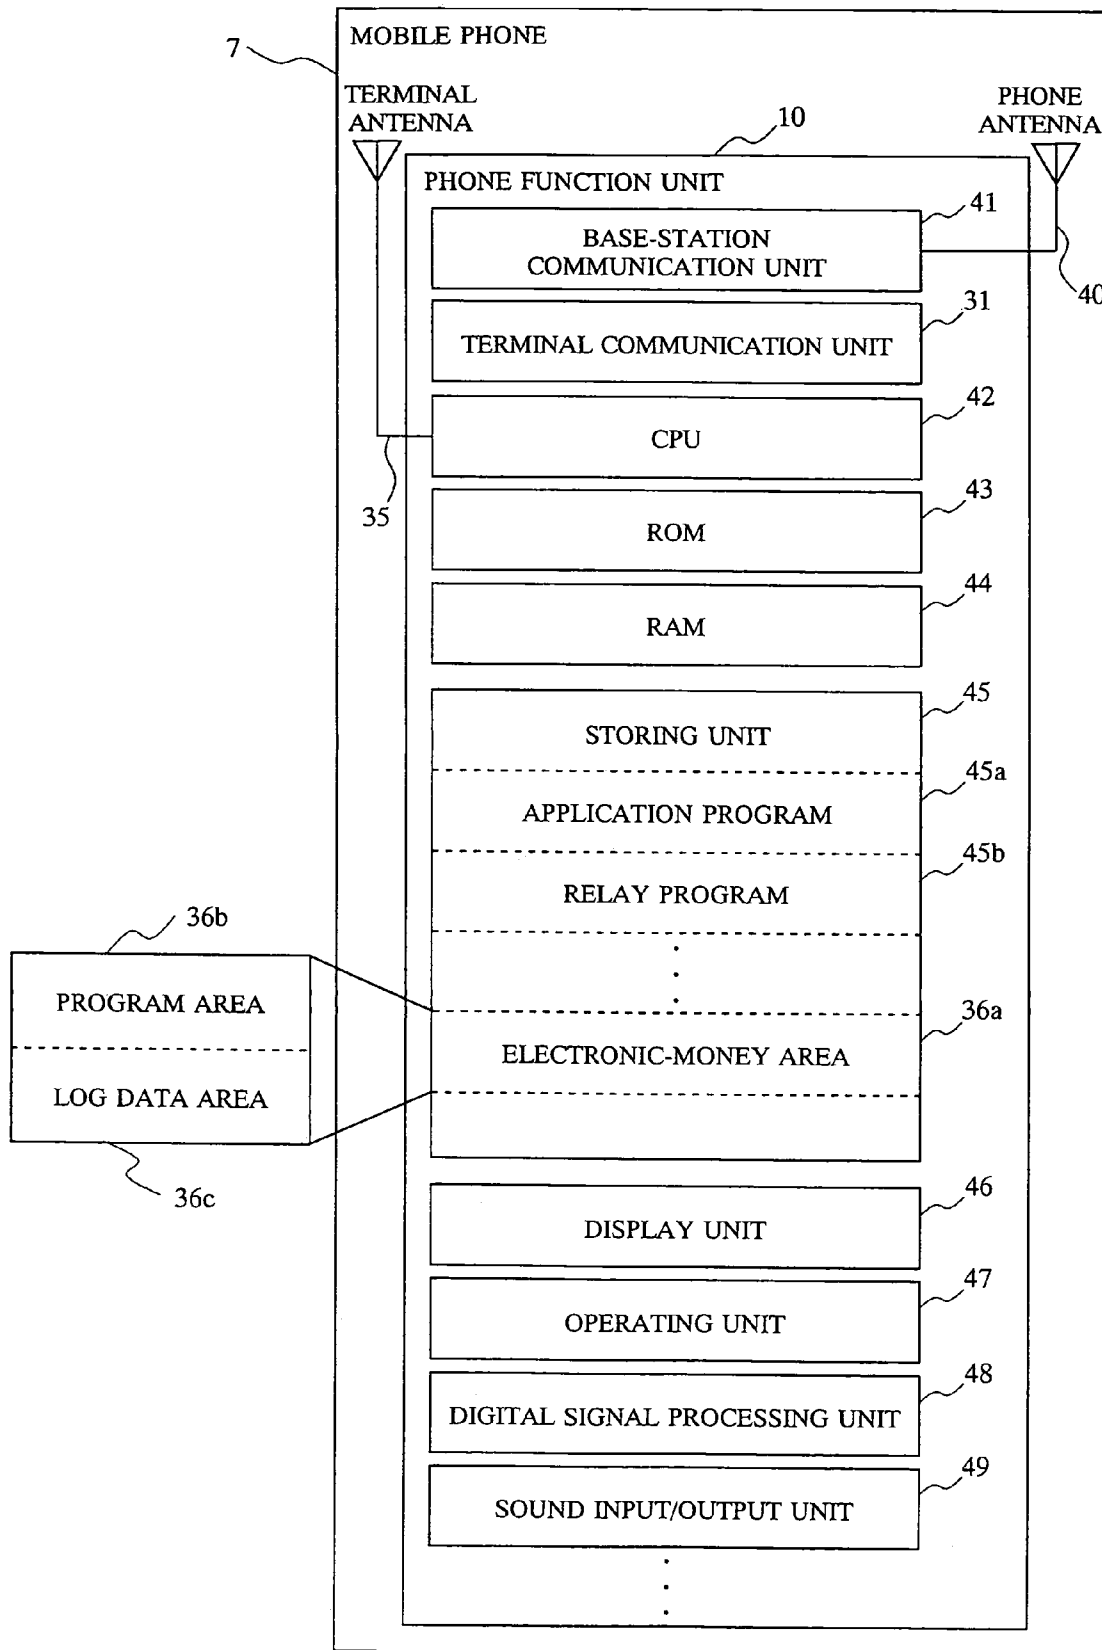 MOBILE PHONE
7
TERMINAL
ANTENNA
PHONE
ANTENNA
10
PHONE FUNCTION UNIT
41
BASE-STATION
COMMUNICATION UNIT
40
31
TERMINAL COMMUNICATION UNIT
42
CPU
35
43
ROM
44
RAM
45
STORING UNIT
45a
APPLICATION PROGRAM
45b
RELAY PROGRAM
36b
PROGRAM AREA
36a
ELECTRONIC-MONEY AREA
LOG DATA AREA
36c
46
DISPLAY UNIT
47
OPERATING UNIT
48
DIGITAL SIGNAL PROCESSING UNIT
49
SOUND INPUT/OUTPUT UNIT